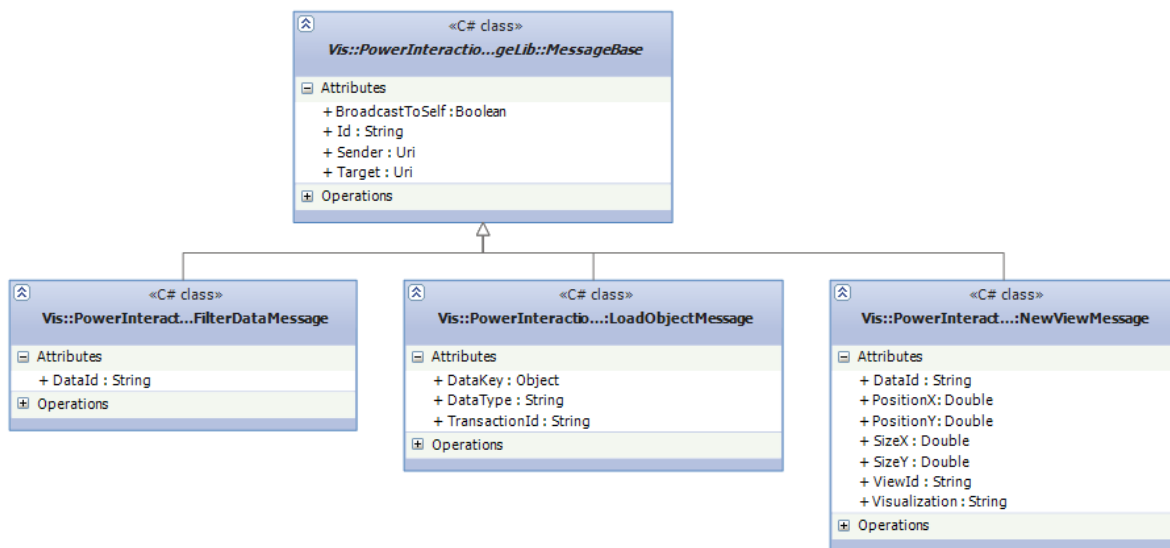 «C# class»
Vis::PowerInteractio...geLib::MessageBase
Attributes
+ BroadcastToSelf : Boolean
+ Id : String
+ Sender : Uri
+ Target : Uri
Operations
«C# class»
Vis::PowerInteract...FilterDataMessage
Attributes
+ DataId : String
Operations
«C# class»
Vis::PowerInteractio...:LoadObjectMessage
Attributes
+ DataKey : Object
+ DataType : String
+ TransactionId : String
Operations
«C# class»
Vis::PowerInteract...:NewViewMessage
Attributes
+ DataId : String
+ PositionX : Double
+ PositionY : Double
+ SizeX : Double
+ SizeY : Double
+ ViewId : String
+ Visualization : String
Operations